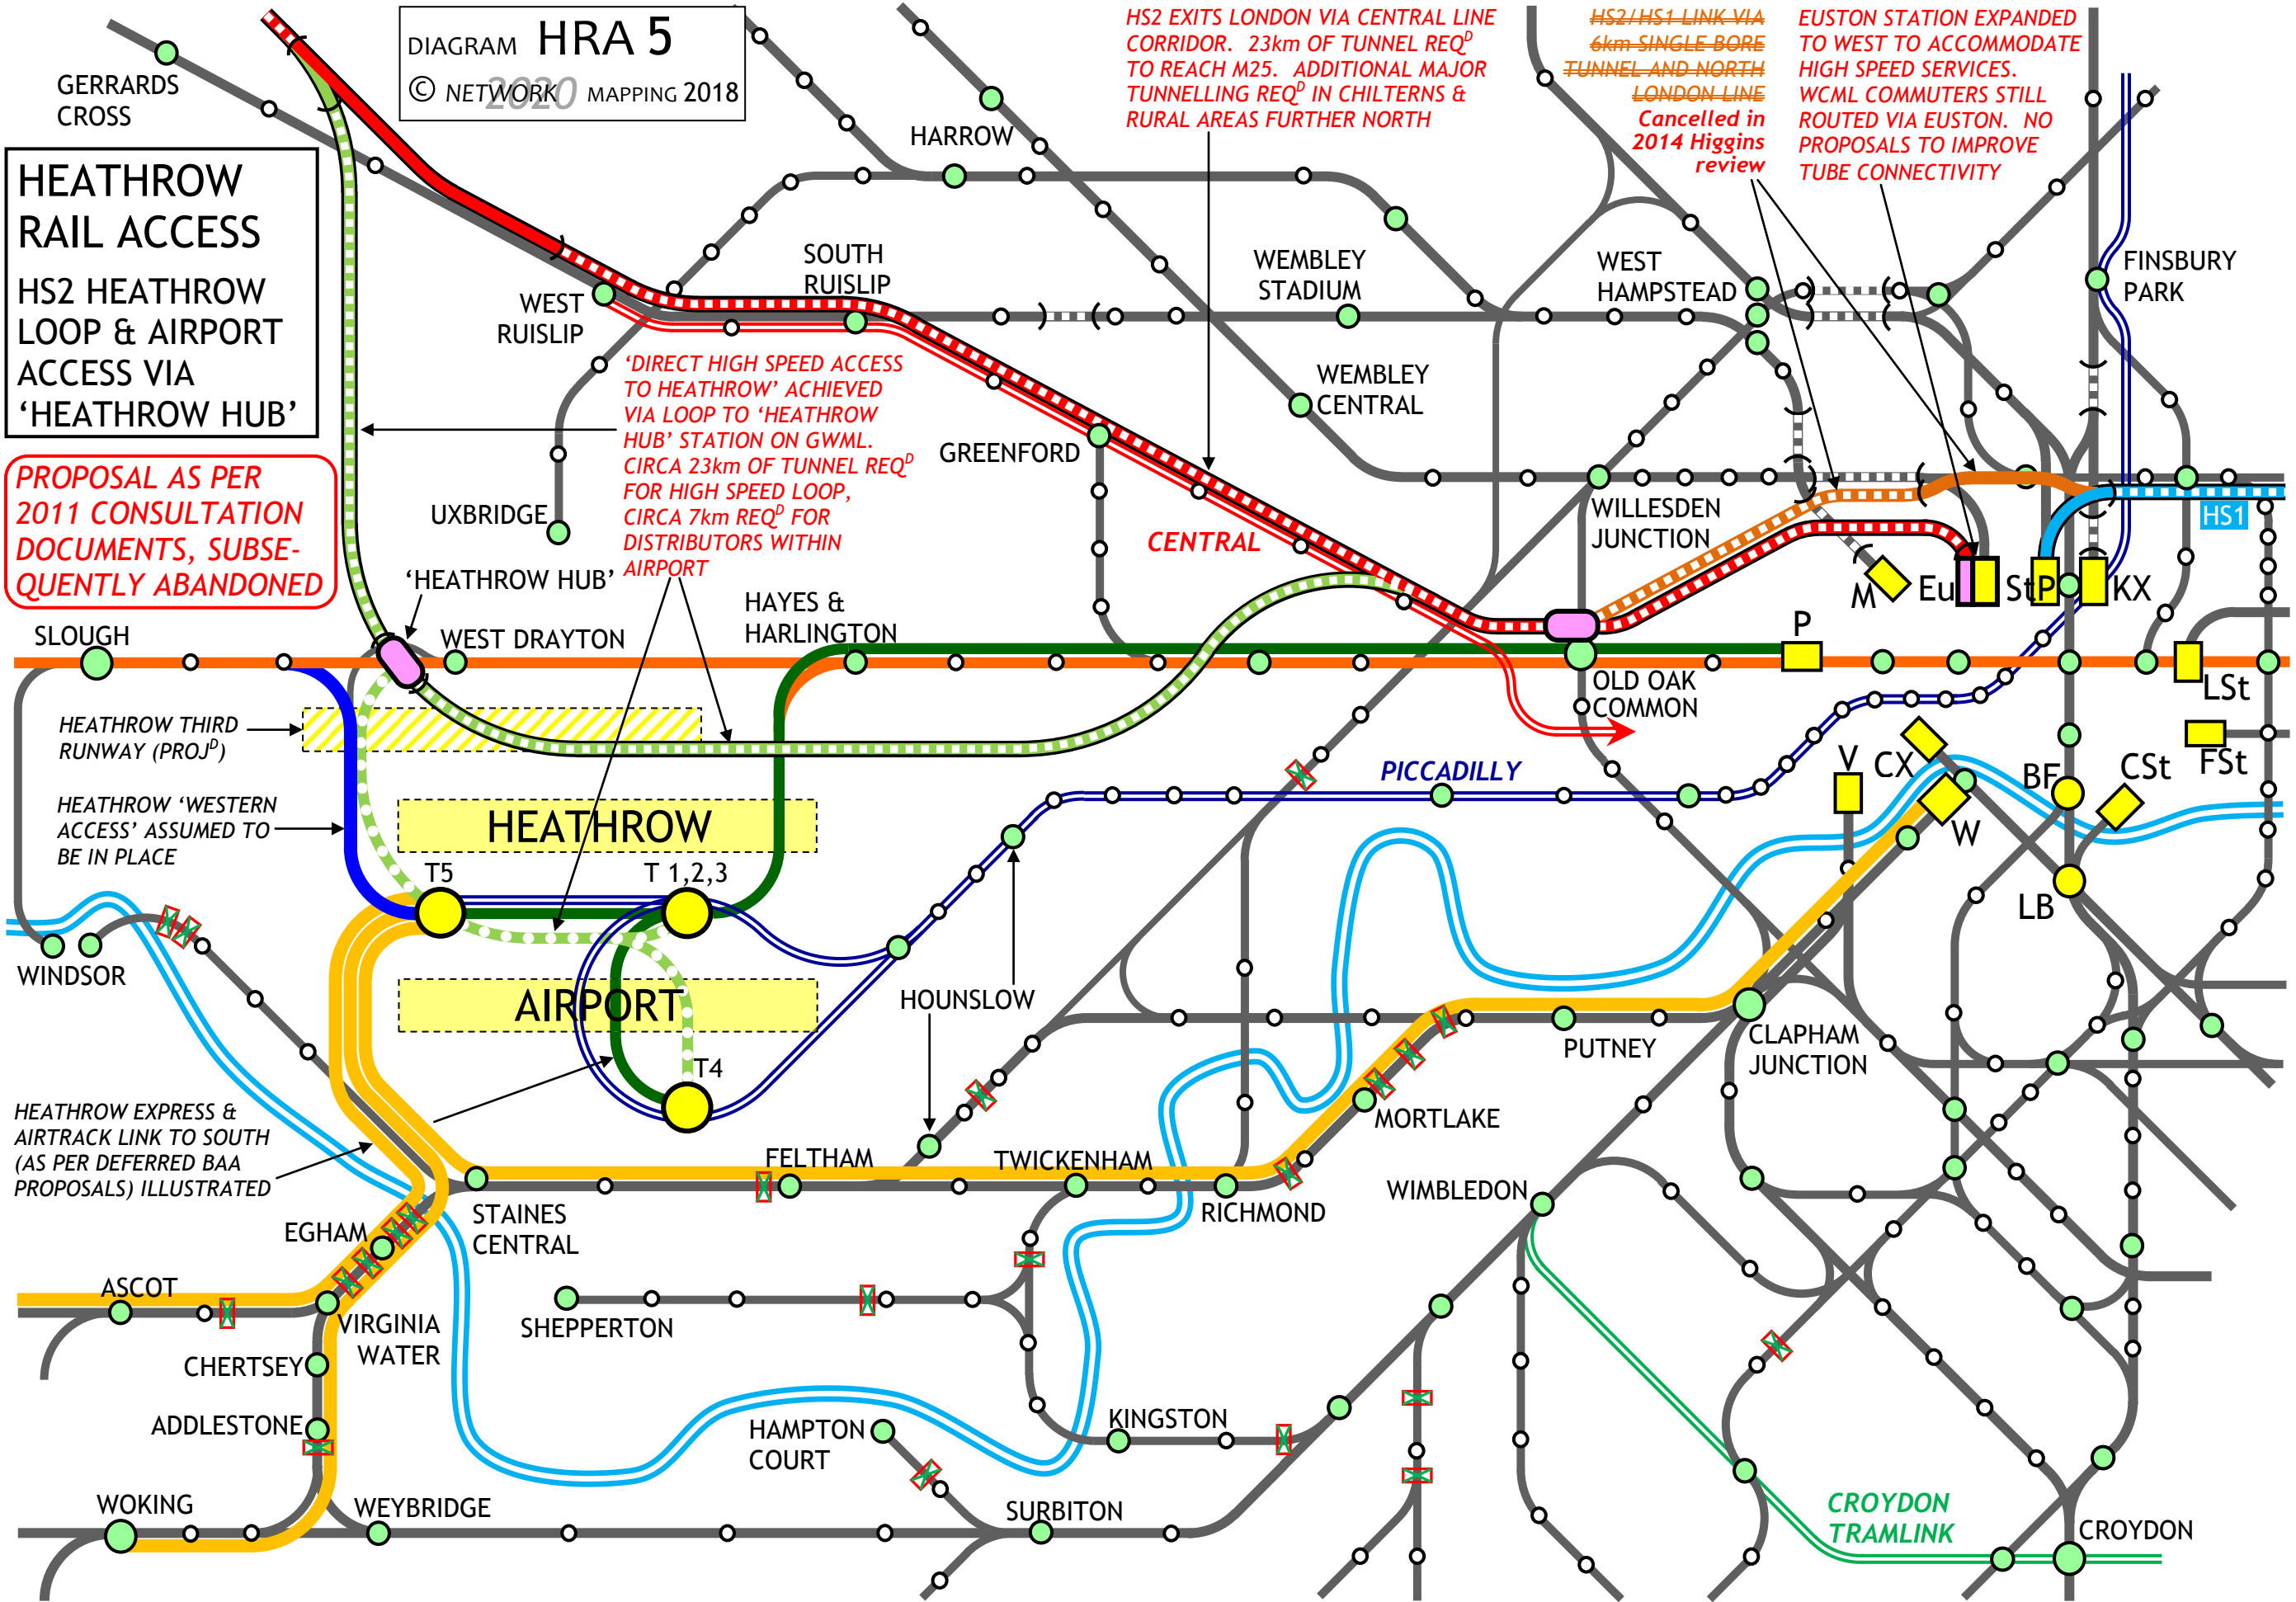 DIAGRAM HRA 5
© NETWORK 2020 MAPPING 2018
HEATHROW
RAIL ACCESS
HS2 HEATHROW
LOOP & AIRPORT
ACCESS VIA
‘HEATHROW HUB’
PROPOSAL AS PER
2011 CONSULTATION
DOCUMENTS, SUBSE-
QUENTLY ABANDONED
HS2 EXITS LONDON VIA CENTRAL LINE
CORRIDOR. 23km OF TUNNEL REQD
TO REACH M25. ADDITIONAL MAJOR
TUNNELLING REQD IN CHILTERNS &
RURAL AREAS FURTHER NORTH
HS2/HS1 LINK VIA
6km SINGLE BORE
TUNNEL AND NORTH
LONDON LINE
Cancelled in
2014 Higgins
review
EUSTON STATION EXPANDED
TO WEST TO ACCOMMODATE
HIGH SPEED SERVICES.
WCML COMMUTERS STILL
ROUTED VIA EUSTON. NO
PROPOSALS TO IMPROVE
TUBE CONNECTIVITY
‘DIRECT HIGH SPEED ACCESS
TO HEATHROW’ ACHIEVED
VIA LOOP TO ‘HEATHROW
HUB’ STATION ON GWML.
CIRCA 23km OF TUNNEL REQD
FOR HIGH SPEED LOOP,
CIRCA 7km REQD FOR
DISTRIBUTORS WITHIN
AIRPORT
GERRARDS
CROSS
HARROW
SOUTH
RUISLIP
WEST
RUISLIP
WEMBLEY
STADIUM
WEST
HAMPSTEAD
FINSBURY
PARK
WEMBLEY
CENTRAL
GREENFORD
UXBRIDGE
CENTRAL
WILLESDEN
JUNCTION
HS1
M
Eu
StP
KX
‘HEATHROW HUB’
SLOUGH
WEST DRAYTON
HAYES &
HARLINGTON
P
OLD OAK
COMMON
LSt
FSt
HEATHROW THIRD
RUNWAY (PROJD)
HEATHROW ‘WESTERN
ACCESS’ ASSUMED TO
BE IN PLACE
HEATHROW
AIRPORT
T5
T 1,2,3
T4
PICCADILLY
V
CX
W
BF
CSt
LB
WINDSOR
HOUNSLOW
PUTNEY
CLAPHAM
JUNCTION
MORTLAKE
HEATHROW EXPRESS &
AIRTRACK LINK TO SOUTH
(AS PER DEFERRED BAA
PROPOSALS) ILLUSTRATED
FELTHAM
TWICKENHAM
RICHMOND
WIMBLEDON
STAINES
CENTRAL
EGHAM
ASCOT
VIRGINIA
WATER
SHEPPERTON
CHERTSEY
ADDLESTONE
HAMPTON
COURT
KINGSTON
WOKING
WEYBRIDGE
SURBITON
CROYDON
TRAMLINK
CROYDON